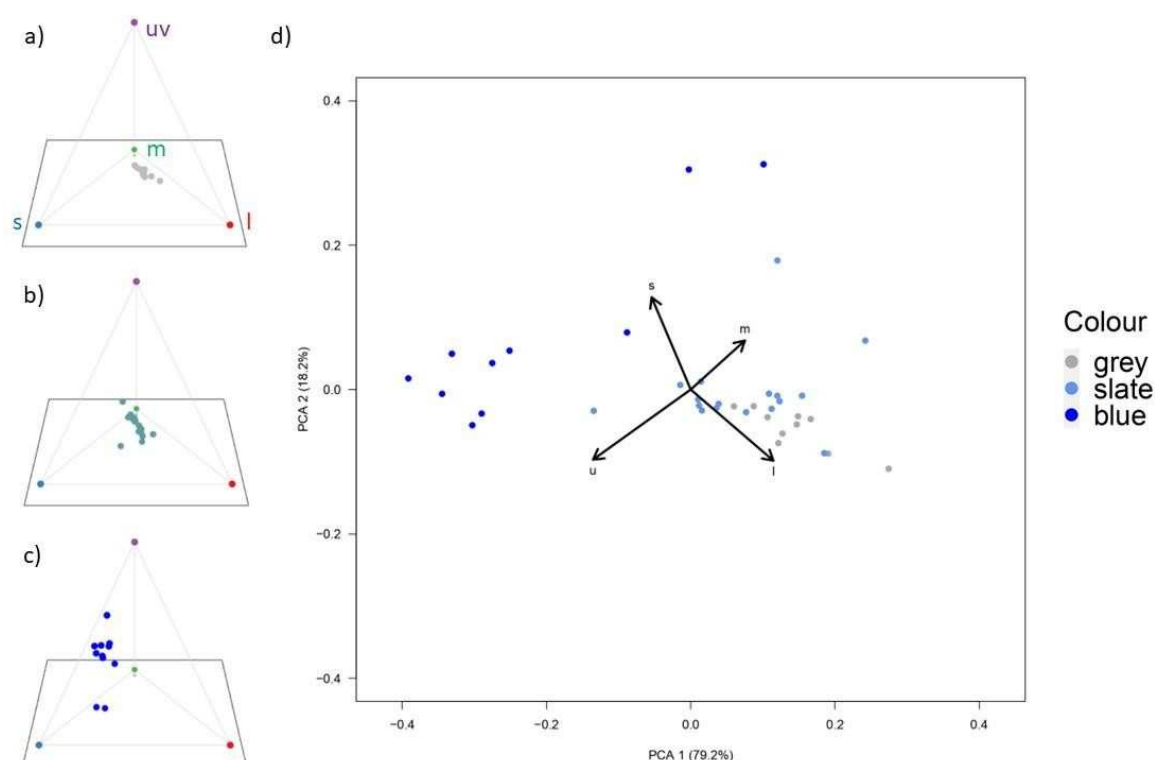 a)
uv
m
s
l
b)
c)
d)
0.4
0.2
0.0
−0.2
−0.4
PCA 2 (18.2%)
s
m
u
l
−0.4
−0.2
0.0
0.2
0.4
PCA 1 (79.2%)
Colour
grey
slate
blue